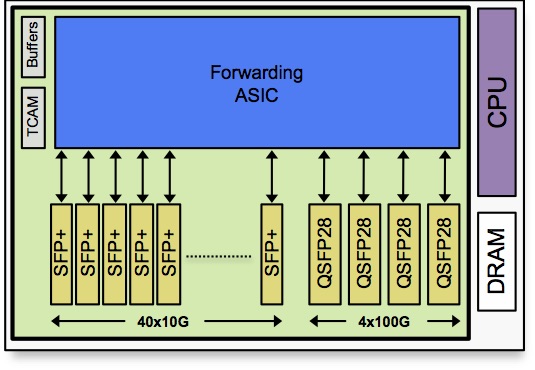 Buffers
TCAM
Forwarding
ASIC
CPU
DRAM
SFP+
SFP+
SFP+
SFP+
SFP+
SFP+
QSFP28
QSFP28
QSFP28
QSFP28
40x10G
4x100G